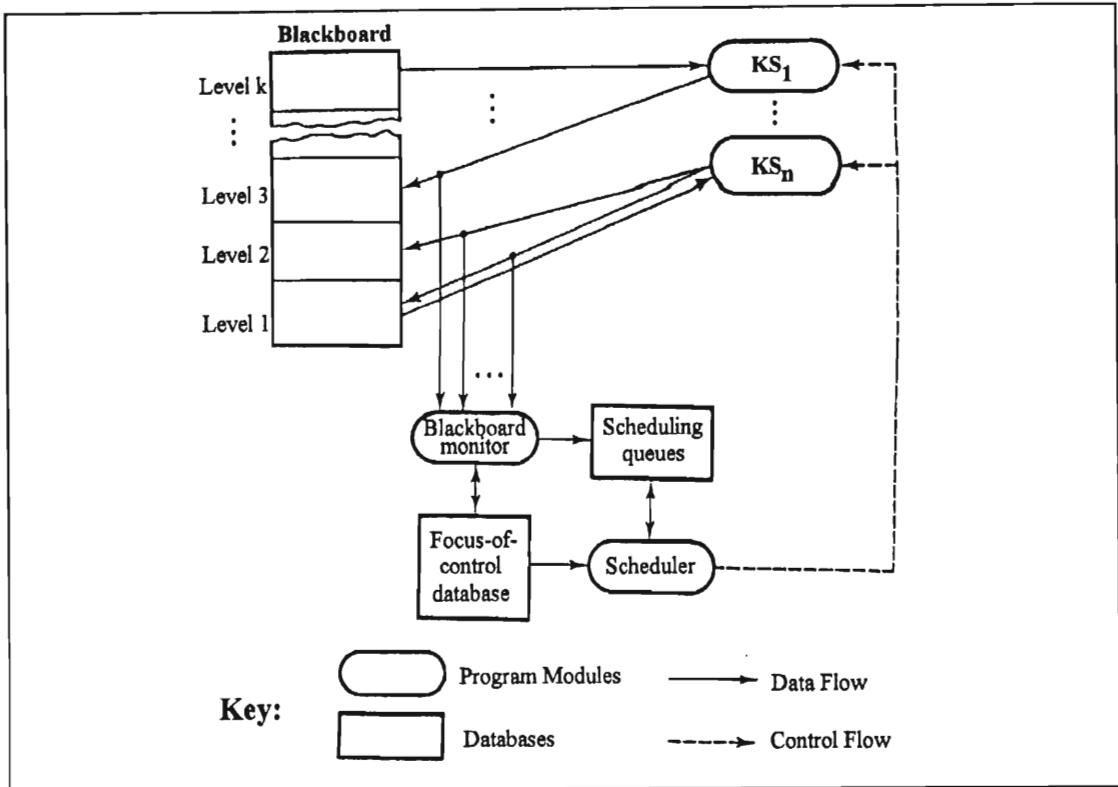 Blackboard
Level k
Level 3
Level 2
Level 1
KS1
KSn
Blackboard
monitor
Scheduling
queues
Focus-of-
control
database
Scheduler
Key:
Program Modules
Data Flow
Databases
Control Flow